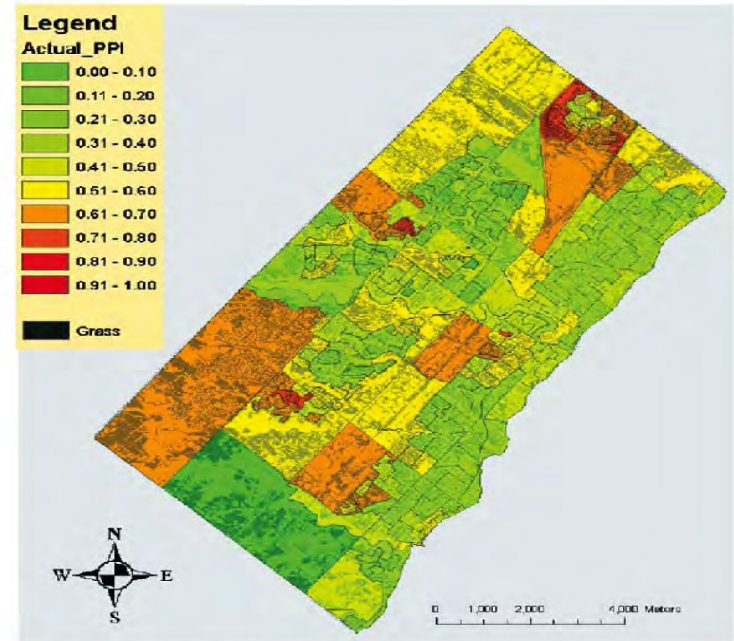 Legend
Actual_PPI
0.00 - 0.10
0.11 - 0.20
0.21 - 0.30
0.31 - 0.40
0.41 - 0.50
0.51 - 0.60
0.61 - 0.70
0.71 - 0.80
0.81 - 0.90
0.91 - 1.00
Grass
N
W E
S
0 1,000 2,000 4,000 Meters